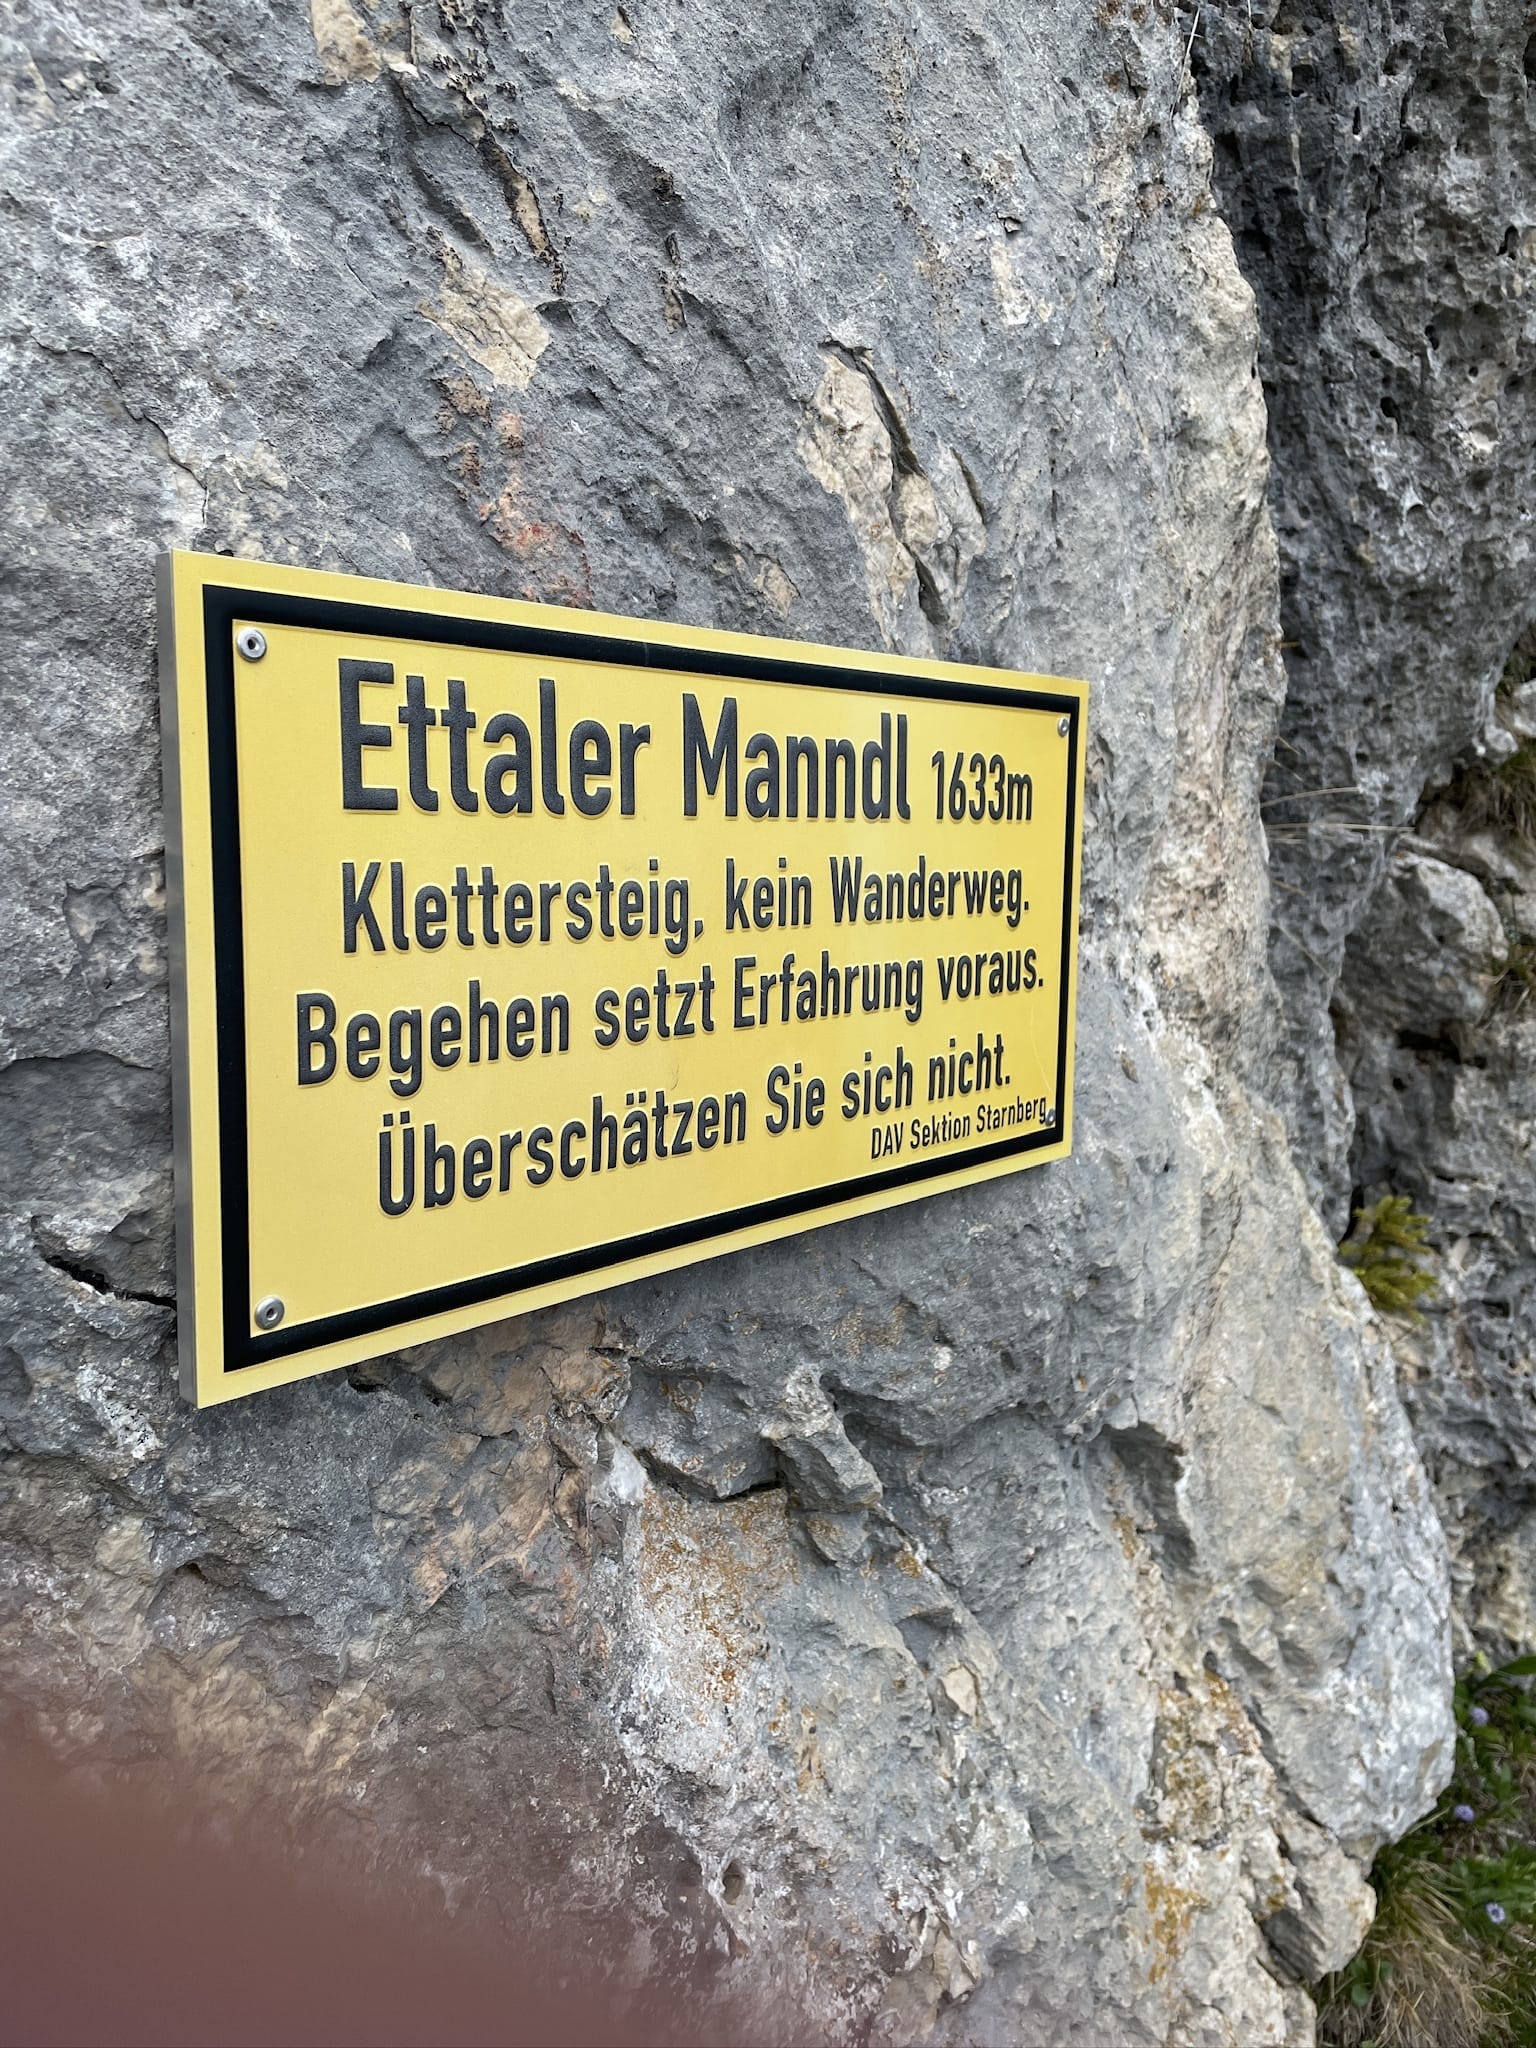 Ettaler Manndl 1633m
Klettersteig, kein Wanderweg.
Begehen setzt Erfahrung voraus.
Überschätzen Sie sich nicht.
DAV Sektion Starnberg